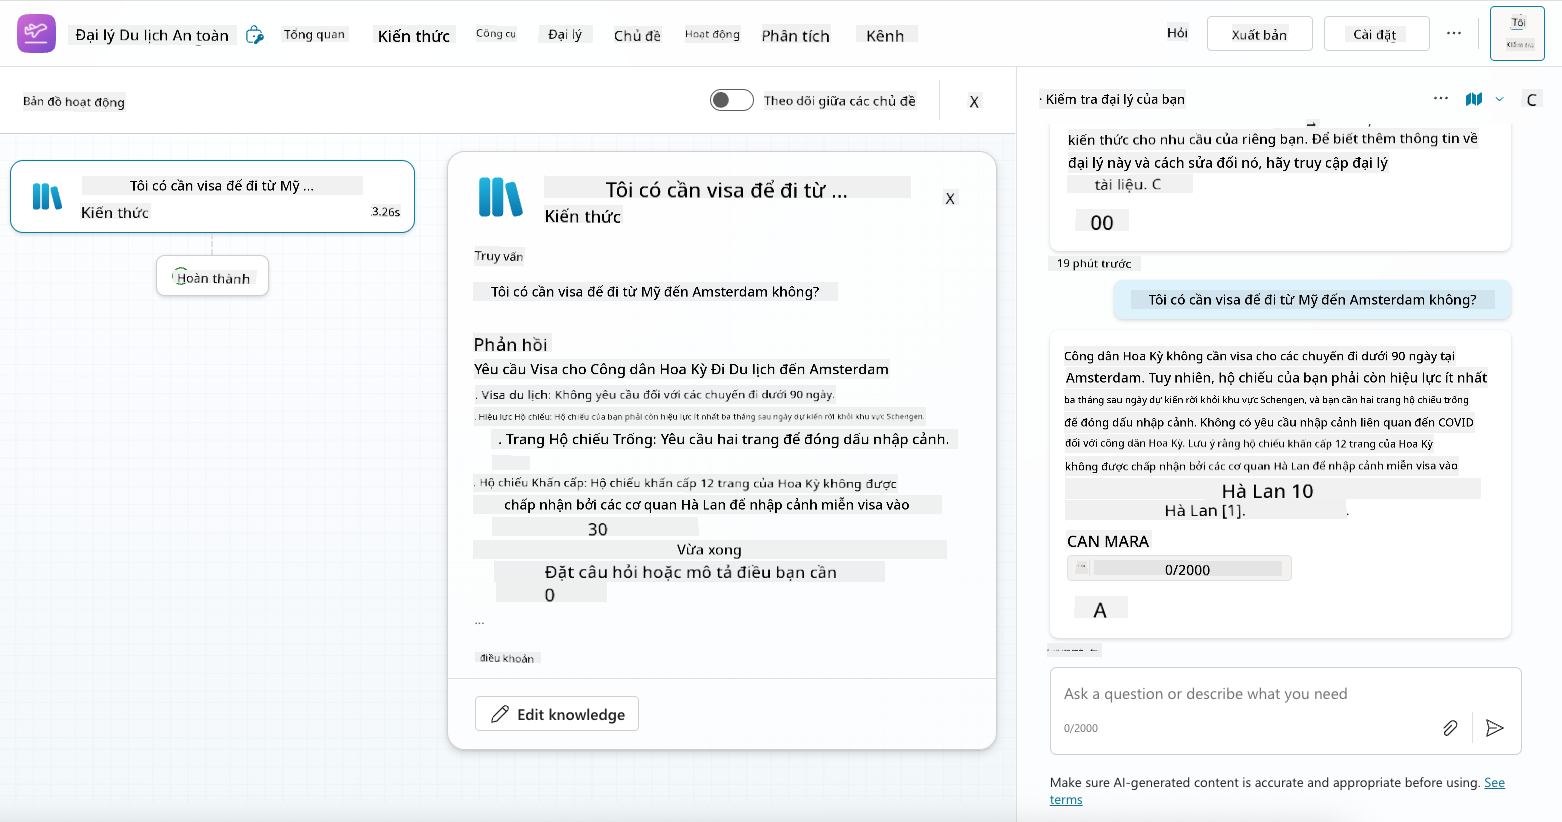 Đại lý Du lịch An toàn
Tổng quan
Kiến thức
Công cụ
Đại lý
Chủ đề
Hoạt động
Phân tích
Kênh
Hỏi
Xuất bản
Cài đặt
...
Tôi
Bản đồ hoạt động
Theo dõi giữa các chủ đề
X
Tôi có cần visa để đi từ Mỹ ...
Kiến thức
3.26s
Hoàn thành
Tôi có cần visa để đi từ ...
Kiến thức
X
Truy vấn
Tôi có cần visa để đi từ Mỹ đến Amsterdam không?
Phản hồi
Yêu cầu Visa cho Công dân Hoa Kỳ Đi Du lịch đến Amsterdam
. Visa du lịch: Không yêu cầu đối với các chuyến đi dưới 90 ngày.
. Hiệu lực Hộ chiếu: Hộ chiếu của bạn phải còn hiệu lực ít nhất ba tháng sau ngày dự kiến rời khỏi khu vực Schengen.
. Trang Hộ chiếu Trống: Yêu cầu hai trang để đóng dấu nhập cảnh.
. Hộ chiếu Khẩn cấp: Hộ chiếu khẩn cấp 12 trang của Hoa Kỳ không được
chấp nhận bởi các cơ quan Hà Lan để nhập cảnh miễn visa vào
30
Vừa xong
Đặt câu hỏi hoặc mô tả điều bạn cần
0
...
điều khoản
Edit knowledge
· Kiểm tra đại lý của bạn
...
C
kiến thức cho nhu cầu của riêng bạn. Để biết thêm thông tin về
đại lý này và cách sửa đổi nó, hãy truy cập đại lý
tài liệu. C
00
19 phút trước
Tôi có cần visa để đi từ Mỹ đến Amsterdam không?
Công dân Hoa Kỳ không cần visa cho các chuyến đi dưới 90 ngày tại
Amsterdam. Tuy nhiên, hộ chiếu của bạn phải còn hiệu lực ít nhất
ba tháng sau ngày dự kiến rời khỏi khu vực Schengen, và bạn cần hai trang hộ chiếu trống
để đóng dấu nhập cảnh. Không có yêu cầu nhập cảnh liên quan đến COVID
đối với công dân Hoa Kỳ. Lưu ý rằng hộ chiếu khẩn cấp 12 trang của Hoa Kỳ
không được chấp nhận bởi các cơ quan Hà Lan để nhập cảnh miễn visa vào
Hà Lan 10
Hà Lan [1].
CAN MARA
0/2000
A
Ask a question or describe what you need
0/2000
Make sure AI-generated content is accurate and appropriate before using. See
terms